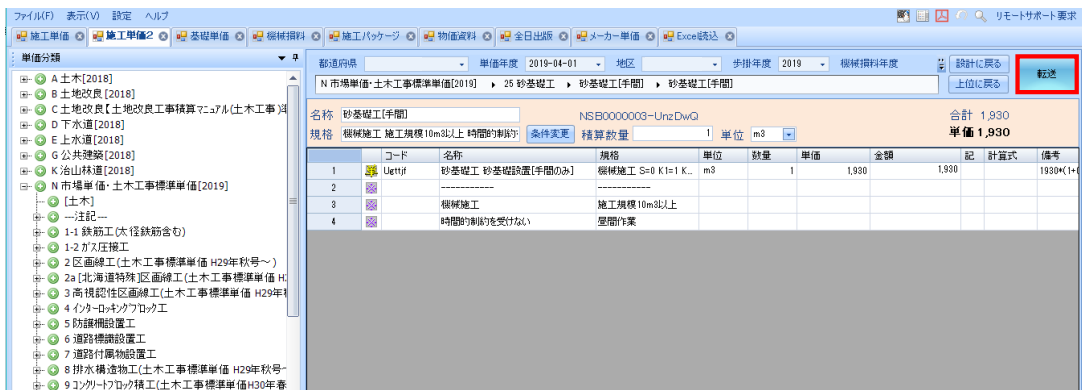 ファイル(F) 表示(V) 設定 ヘルプ リモートサポート要求
施工単価 施工単価2 基礎単価 機械損料 施工パッケージ 物価資料 全日出版 メーカー単価 Excel読込
単価分類
A 土木[2018]
B 土地改良[2018]
C 土地改良【土地改良工事積算マニュアル(土木工事)
D 下水道[2018]
E 上水道[2018]
G 公共建築[2018]
K 治山林道[2018]
N 市場単価・土木工事標準単価[2019]
[土木]
---注記---
1-1 鉄筋工(太径鉄筋含む)
1-2 ガス圧接工
2 区画線工(土木工事標準単価 H29年秋号～)
2a [北海道特殊]区画線工(土木工事標準単価 H
3 高視認性区画線工(土木工事標準単価 H29年
4 インターロッキングブロック工
5 防護柵設置工
6 道路標識設置工
7 道路付属物設置工
8 排水構造物工(土木工事標準単価 H29年秋号
9 コンクリートブロック積工(土木工事標準単価H30年春
都道府県 単価年度 2019-04-01 地区 歩掛年度 2019 機械損料年度 設計に戻る
転送
N 市場単価・土木工事標準単価[2019] 25 砂基礎工 砂基礎工[手間] 砂基礎工[手間] 上位に戻る
名称 砂基礎工[手間] NSB0000003-UnzDwQ 合計 1,930
規格 機械施工 施工規模10m3以上 時間的制約 条件変更 積算数量 1 単位 m3 単価 1,930
コード 名称 規格 単位 数量 単価 金額 記 計算式 備考
1 Ugttjf 砂基礎工 砂基礎設置[手間のみ] 機械施工 S=0 K1=1 K... m3 1 1,930 1,930 1930*(1+0
2 ----------- -----------
3 機械施工 施工規模10m3以上
4 時間的制約を受けない 昼間作業